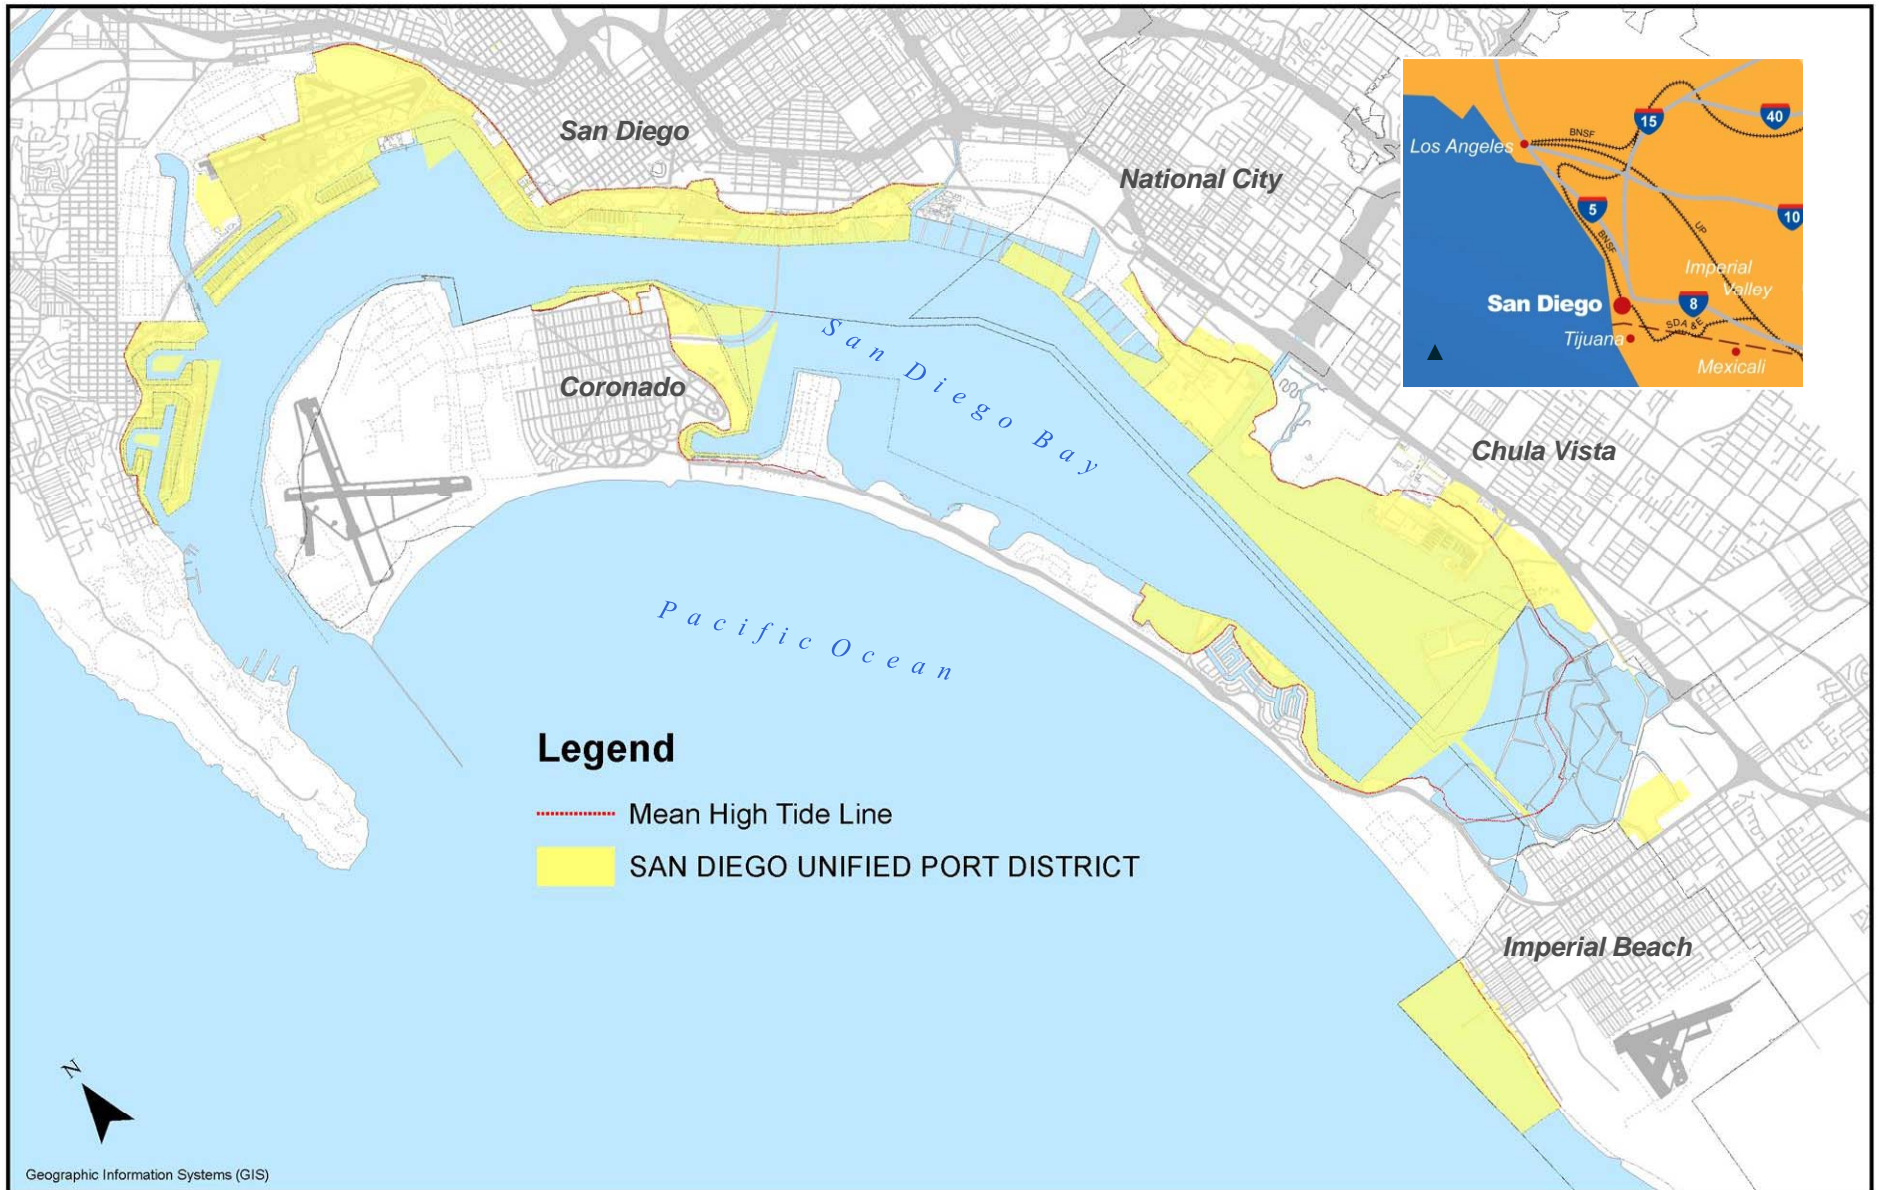 San Diego
National City
Coronado
San Diego Bay
Chula Vista
Pacific Ocean
Imperial Beach
Legend
Mean High Tide Line
SAN DIEGO UNIFIED PORT DISTRICT
N
Geographic Information Systems (GIS)
15
40
BNSF
Los Angeles
5
10
UP
BNSF
Imperial
Valley
San Diego
8
SDA & E
Tijuana
Mexicali